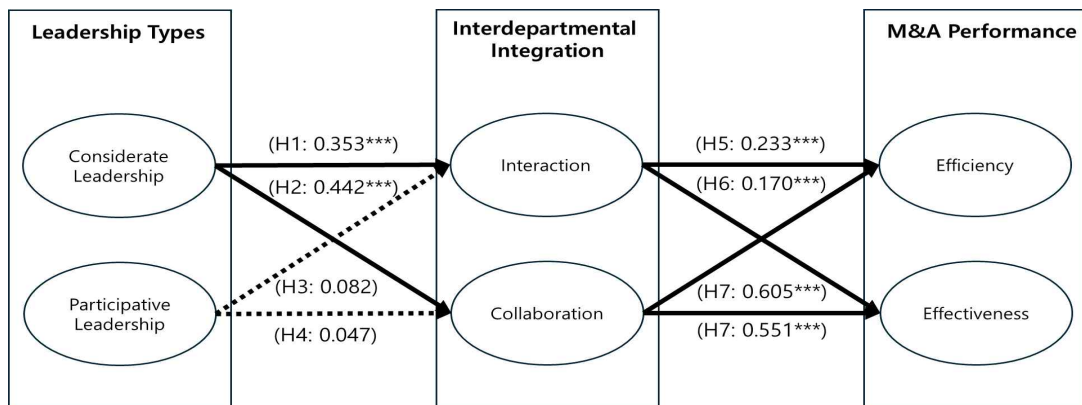 Leadership Types
Interdepartmental
Integration
M&A Performance
Considerate
Leadership
(H1: 0.353***)
(H2: 0.442***)
Interaction
(H5: 0.233***)
(H6: 0.170***)
Efficiency
Participative
Leadership
(H3: 0.082)
(H4: 0.047)
Collaboration
(H7: 0.605***)
(H7: 0.551***)
Effectiveness